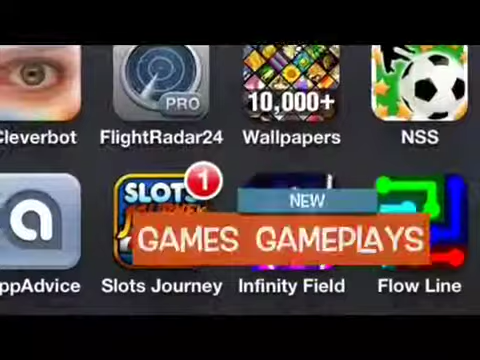 PRO
10,000+
Cleverbot
FlightRadar24
Wallpapers
NSS
SLOTS
1
NEW
GAMES GAMEPLAYS
ppAdvice
Slots Journey
Infinity Field
Flow Line